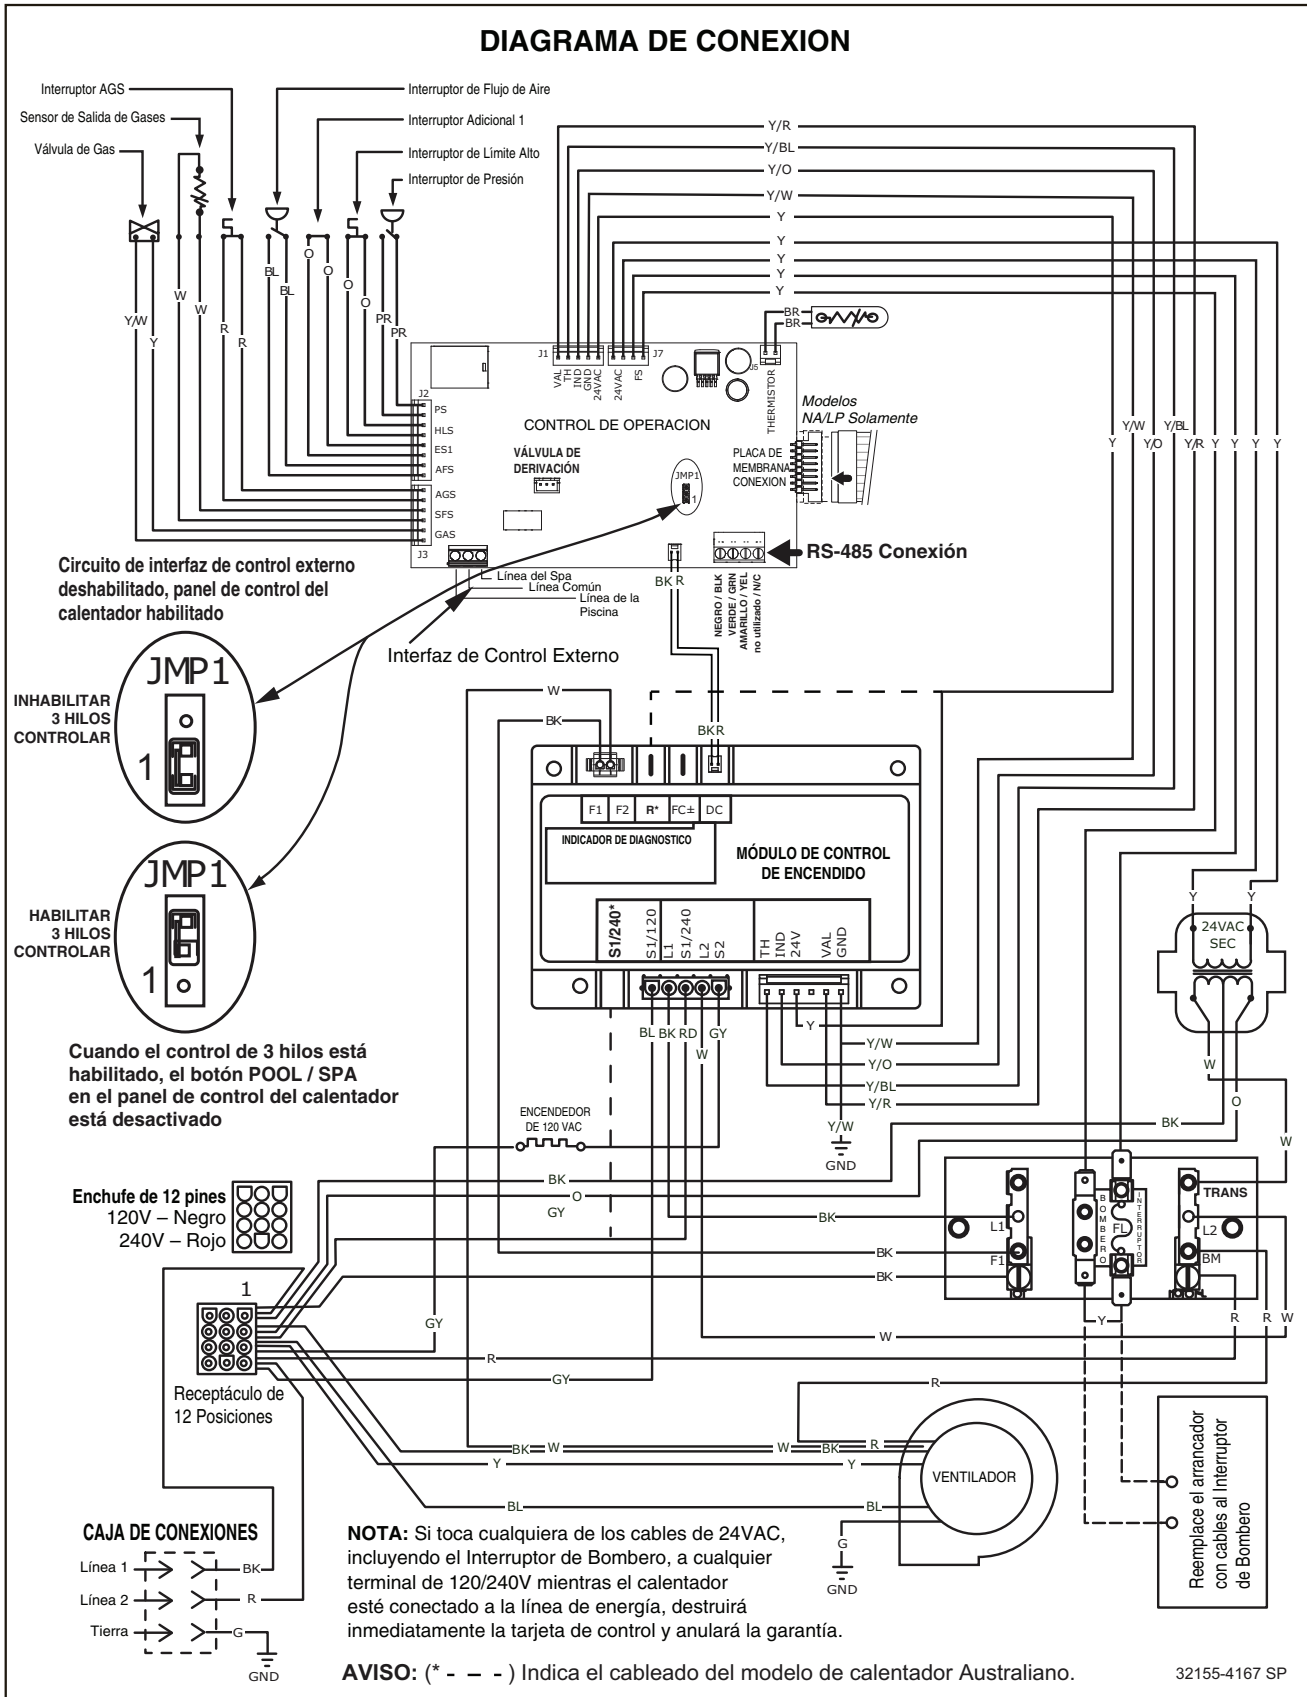 DIAGRAMA DE CONEXION
Interruptor AGS
Sensor de Salida de Gases
Válvula de Gas
Interruptor de Flujo de Aire
Interruptor Adicional 1
Interruptor de Límite Alto
Interruptor de Presión
Y/R
Y/BL
Y/O
Y/W
Y
Y
Y
Y
Y
Y/W
Y
W
W
R
R
BL
BL
O
O
O
O
PR
PR
BR
BR
J1
VAL
TH
IND
GND
24VAC
24VAC
FS
J7
J5
THERMISTOR
J2
PS
HLS
ES1
AFS
AGS
SFS
GAS
J3
CONTROL DE OPERACION
VÁLVULA DE
DERIVACIÓN
JMP1
1
PLACA DE
MEMBRANA
CONEXION
Modelos
NA/LP Solamente
Y
Y/W
Y/O
Y/BL
Y/R
Y
Y
Y
Y
RS-485 Conexión
NEGRO / BLK
VERDE / GRN
AMARILLO / YEL
no utilizado / N/C
BK
R
Línea del Spa
Línea Común
Línea de la
Piscina
Interfaz de Control Externo
Circuito de interfaz de control externo
deshabilitado, panel de control del
calentador habilitado
JMP1
1
INHABILITAR
3 HILOS
CONTROLAR
JMP1
1
HABILITAR
3 HILOS
CONTROLAR
Cuando el control de 3 hilos está
habilitado, el botón POOL / SPA
en el panel de control del calentador
está desactivado
W
BK
BK
R
F1
F2
R*
FC±
DC
INDICADOR DE DIAGNOSTICO
MÓDULO DE CONTROL
DE ENCENDIDO
S1/240*
S1/120
L1
S1/240
L2
S2
TH
IND
24V
VAL
GND
BL
BK
RD
W
GY
Y
Y/W
Y/O
Y/BL
Y/R
Y/W
GND
Y
Y
24VAC
SEC
W
O
W
BK
ENCENDEDOR
DE 120 VAC
BK
O
GY
BK
BK
BK
L1
F1
BOMBERO
FL
INTERRUPTOR
TRANS
L2
BM
Y
R
R
W
Enchufe de 12 pines
120V – Negro
240V – Rojo
1
Receptáculo de
12 Posiciones
GY
W
R
GY
R
BK
W
W
BK
R
Y
Y
BL
BL
VENTILADOR
G
GND
Reemplace el arrancador
con cables al Interruptor
de Bombero
CAJA DE CONEXIONES
Línea 1
Línea 2
Tierra
BK
R
G
GND
NOTA: Si toca cualquiera de los cables de 24VAC,
incluyendo el Interruptor de Bombero, a cualquier
terminal de 120/240V mientras el calentador
esté conectado a la línea de energía, destruirá
inmediatamente la tarjeta de control y anulará la garantía.
AVISO: (* - – – ) Indica el cableado del modelo de calentador Australiano.
32155-4167 SP